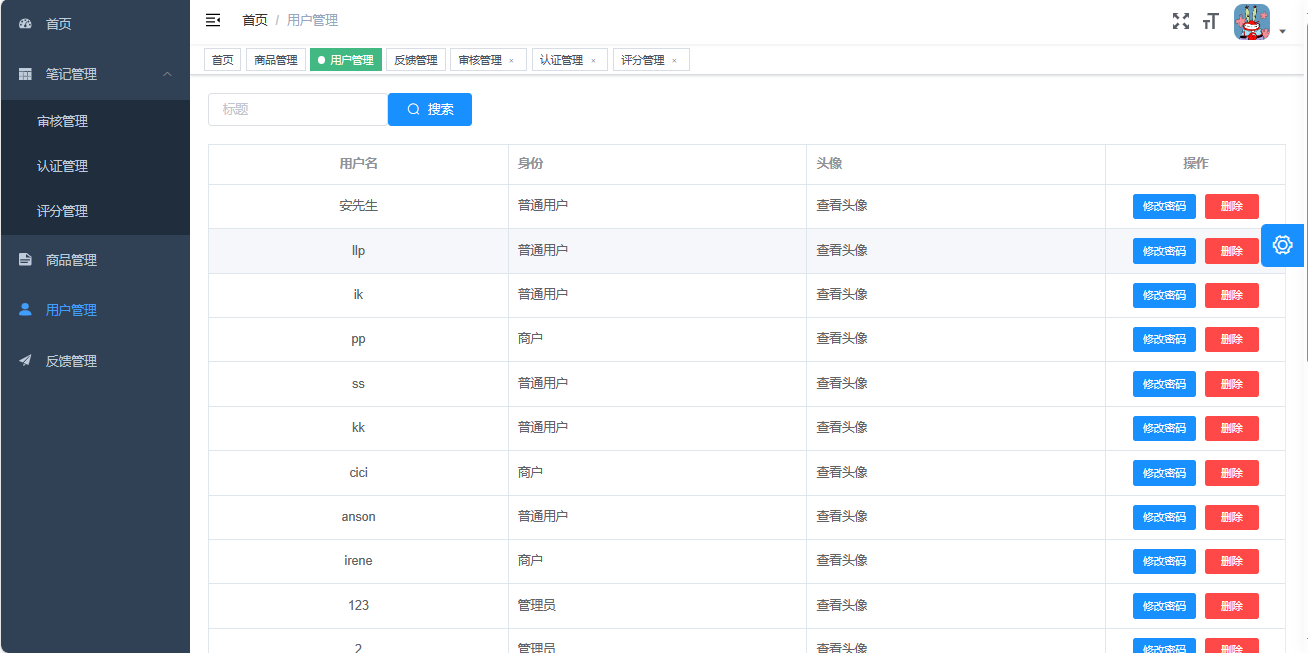 首页
笔记管理
审核管理
认证管理
评分管理
商品管理
用户管理
反馈管理
首页 / 用户管理
首页 商品管理 用户管理 反馈管理 审核管理 × 认证管理 × 评分管理 ×
标题 搜索
用户名 身份 头像 操作
安先生 普通用户 查看头像 修改密码 删除
llp 普通用户 查看头像 修改密码 删除
ik 普通用户 查看头像 修改密码 删除
pp 商户 查看头像 修改密码 删除
ss 普通用户 查看头像 修改密码 删除
kk 普通用户 查看头像 修改密码 删除
cici 商户 查看头像 修改密码 删除
anson 普通用户 查看头像 修改密码 删除
irene 商户 查看头像 修改密码 删除
123 管理员 查看头像 修改密码 删除
2 管理员 查看头像 修改密码 删除